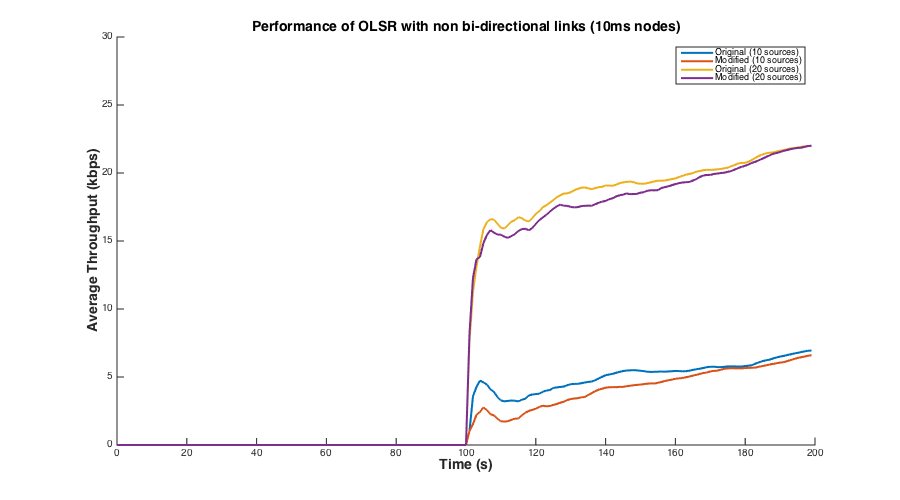 Performance of OLSR with non bi-directional links (10ms nodes)
Original (10 sources)
Modified (10 sources)
Original (20 sources)
Modified (20 sources)
Average Throughput (kbps)
30
25
20
15
10
5
0
0 20 40 60 80 100 120 140 160 180 200
Time (s)